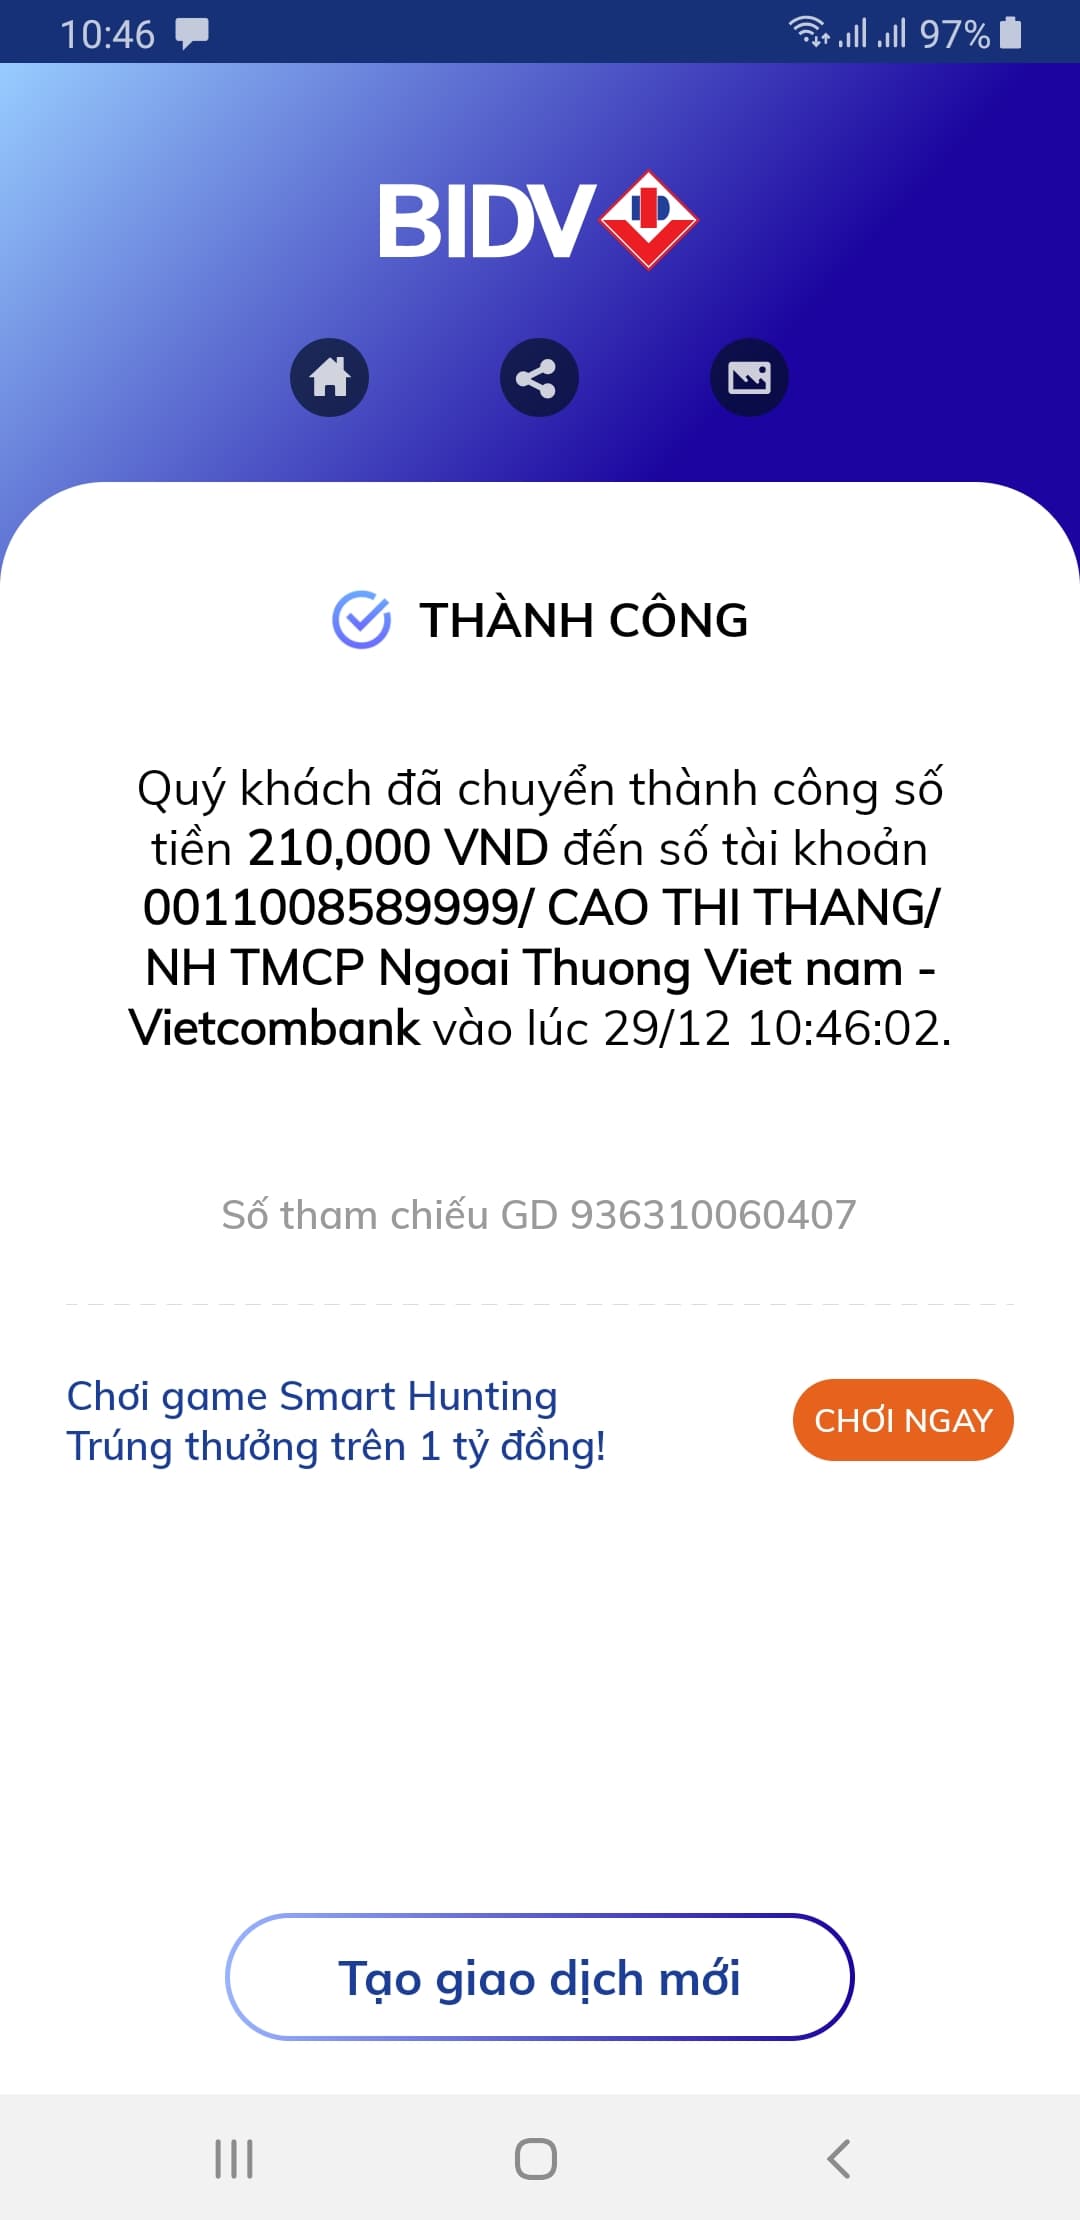 10:46
97%
BIDV
THÀNH CÔNG
Quý khách đã chuyển thành công số
tiền 210,000 VND đến số tài khoản
0011008589999/ CAO THI THANG/
NH TMCP Ngoai Thuong Viet nam -
Vietcombank vào lúc 29/12 10:46:02.
Số tham chiếu GD 936310060407
Chơi game Smart Hunting
Trúng thưởng trên 1 tỷ đồng!
CHƠI NGAY
Tạo giao dịch mới